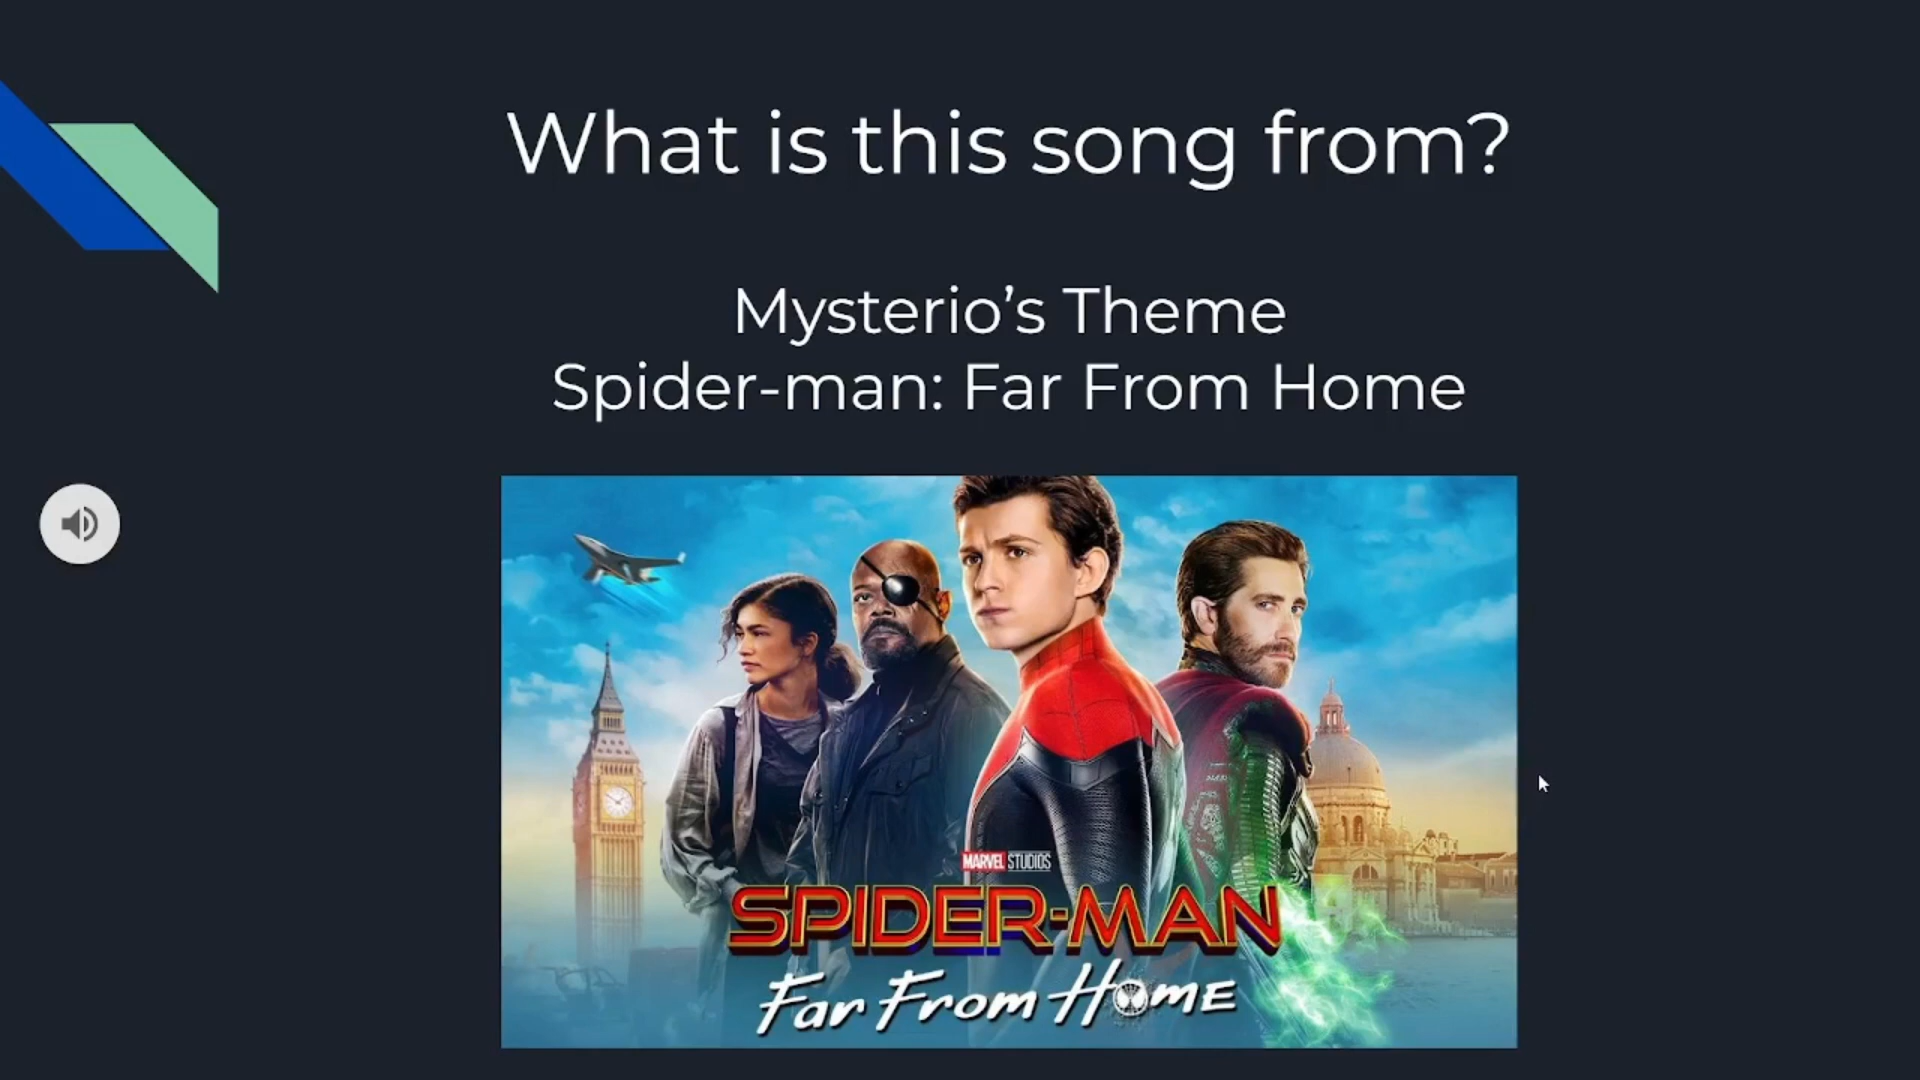 What is this song from?
Mysterio’s Theme
Spider-man: Far From Home
MARVEL STUDIOS
SPIDER-MAN
Far From HOME